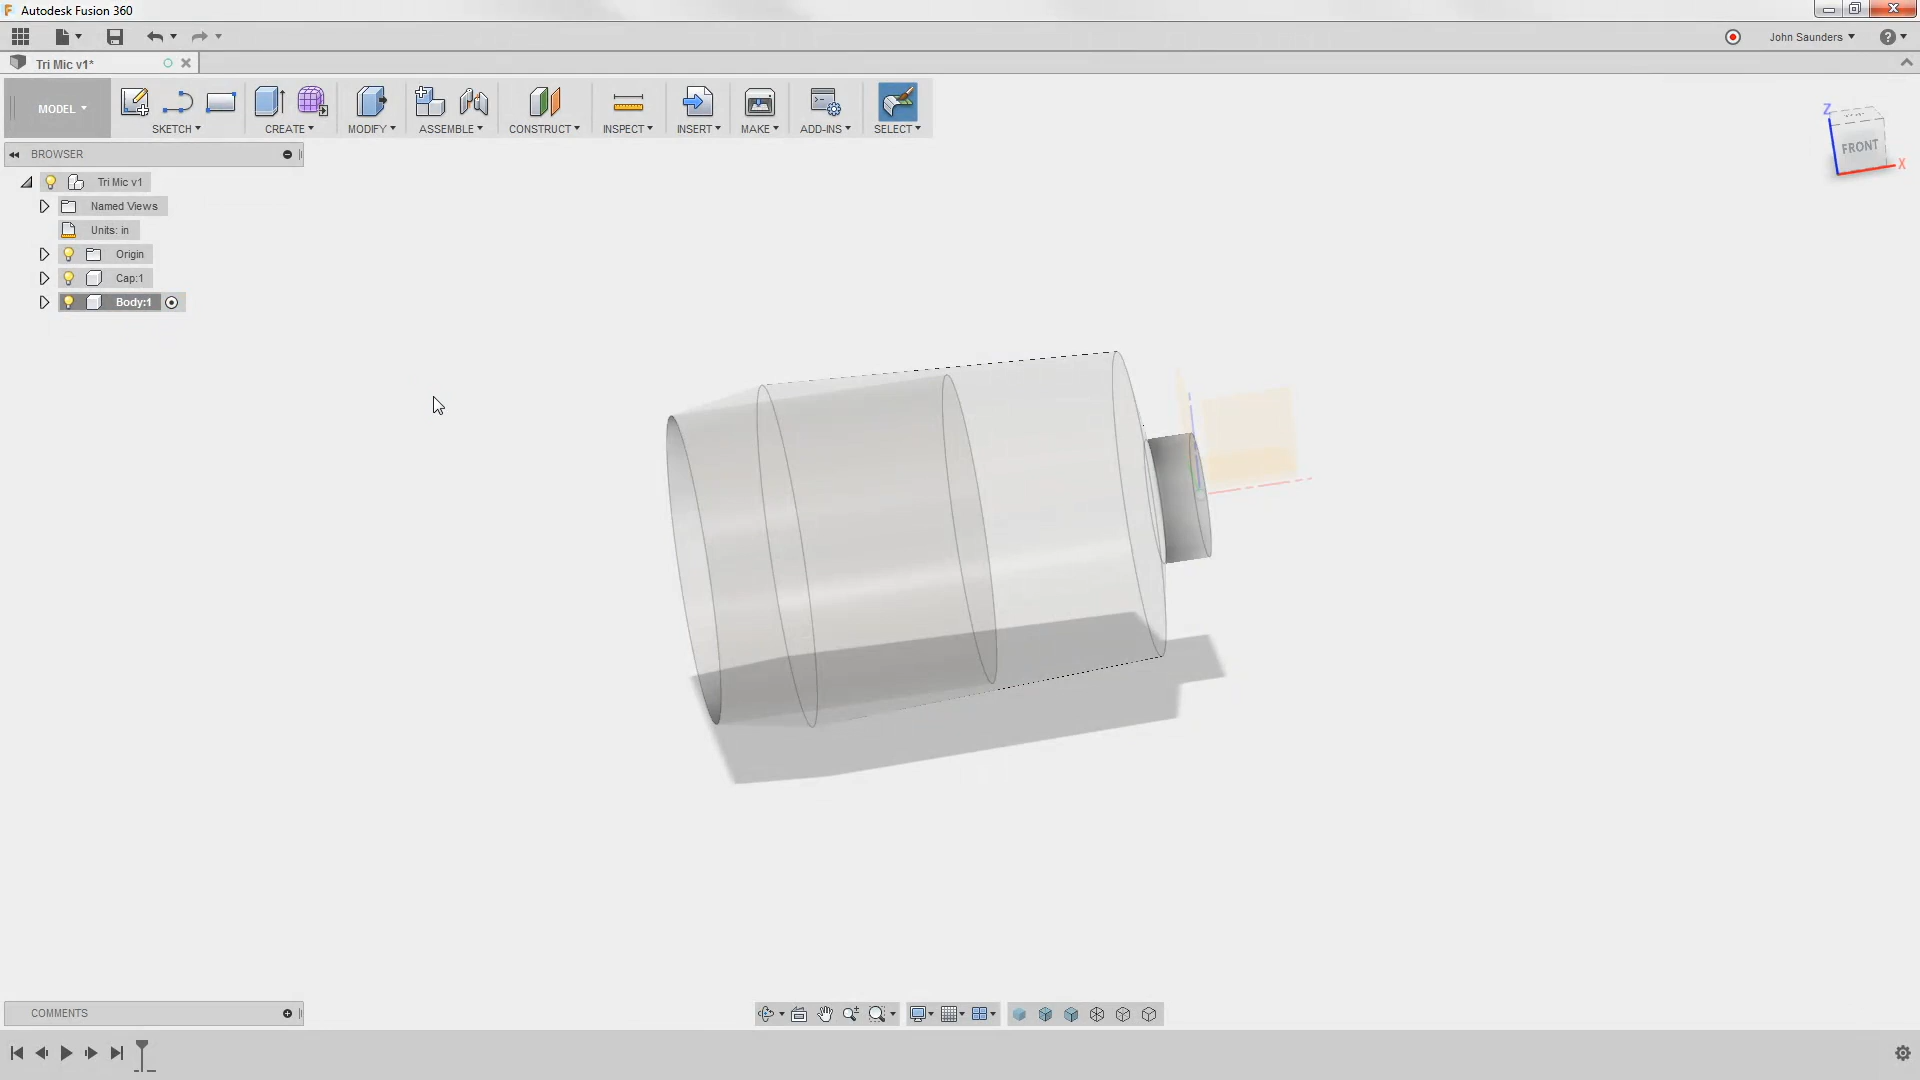 Autodesk Fusion 360
John Saunders
Tri Mic v1*
MODEL
SKETCH
CREATE
MODIFY
ASSEMBLE
CONSTRUCT
INSPECT
INSERT
MAKE
ADD-INS
SELECT
BROWSER
Tri Mic v1
Named Views
Units: in
Origin
Cap:1
Body:1
Z
FRONT
X
COMMENTS